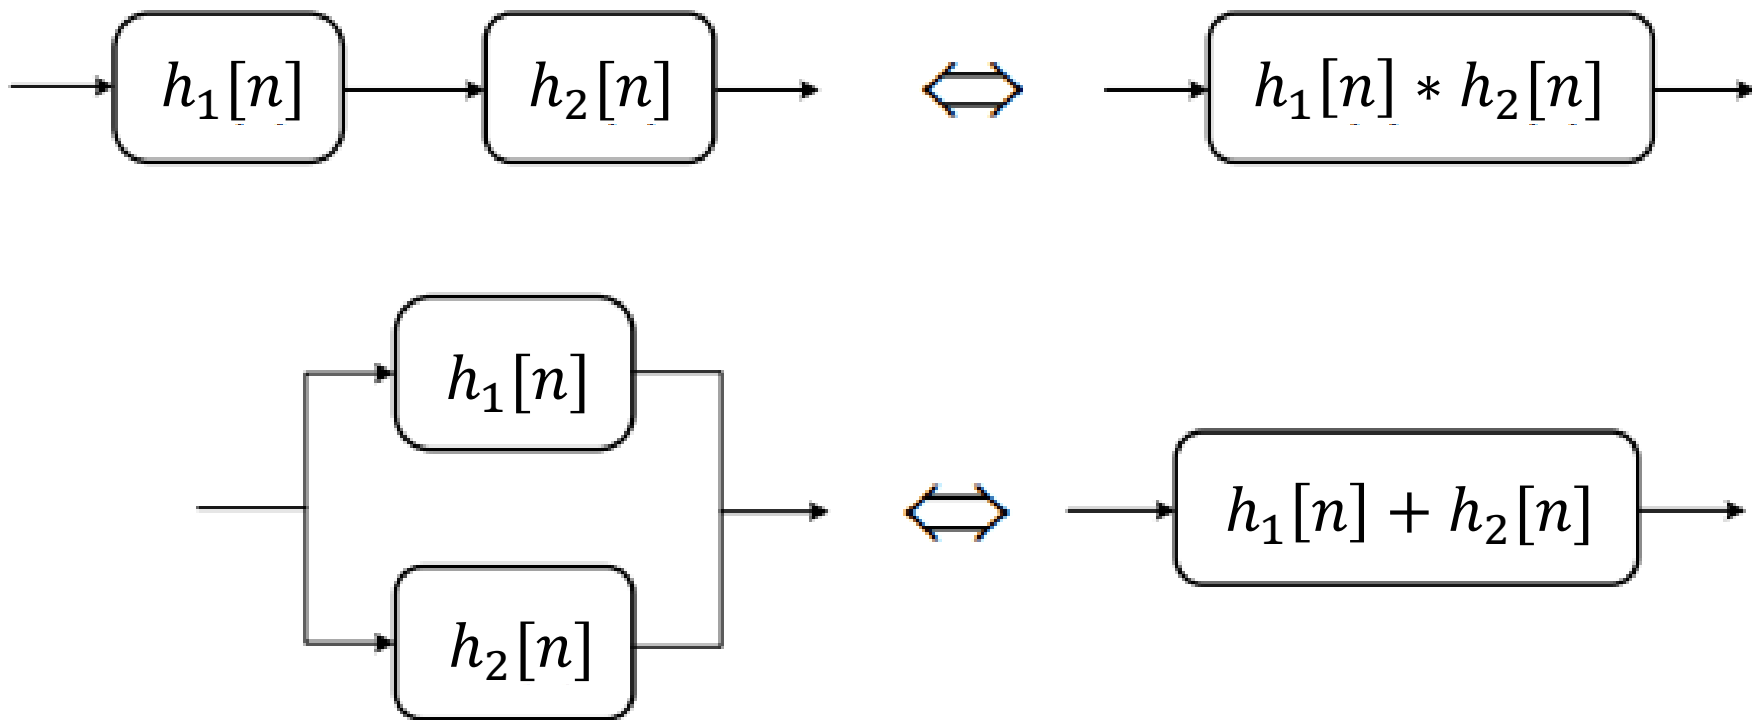 h₁[n] h₂[n] h₁[n] ∗ h₂[n]
h₁[n]
h₁[n] + h₂[n]
h₂[n]